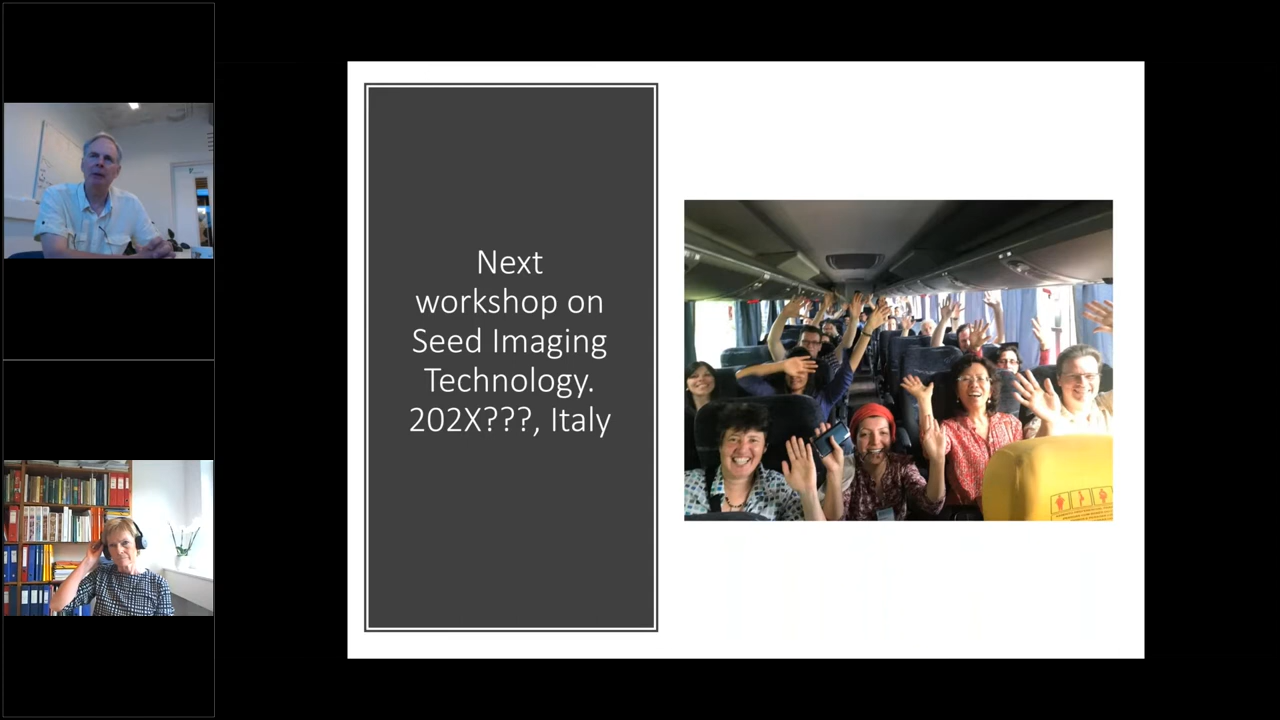 Next
workshop on
Seed Imaging
Technology.
202X???, Italy